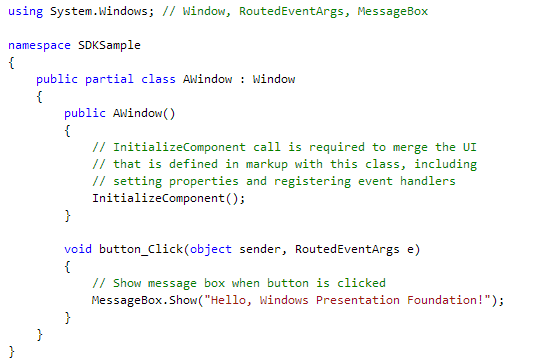 using System.Windows; // Window, RoutedEventArgs, MessageBox

namespace SDKSample
{
    public partial class AWindow : Window
    {
        public AWindow()
        {
            // InitializeComponent call is required to merge the UI
            // that is defined in markup with this class, including
            // setting properties and registering event handlers
            InitializeComponent();
        }

        void button_Click(object sender, RoutedEventArgs e)
        {
            // Show message box when button is clicked
            MessageBox.Show("Hello, Windows Presentation Foundation!");
        }
    }
}